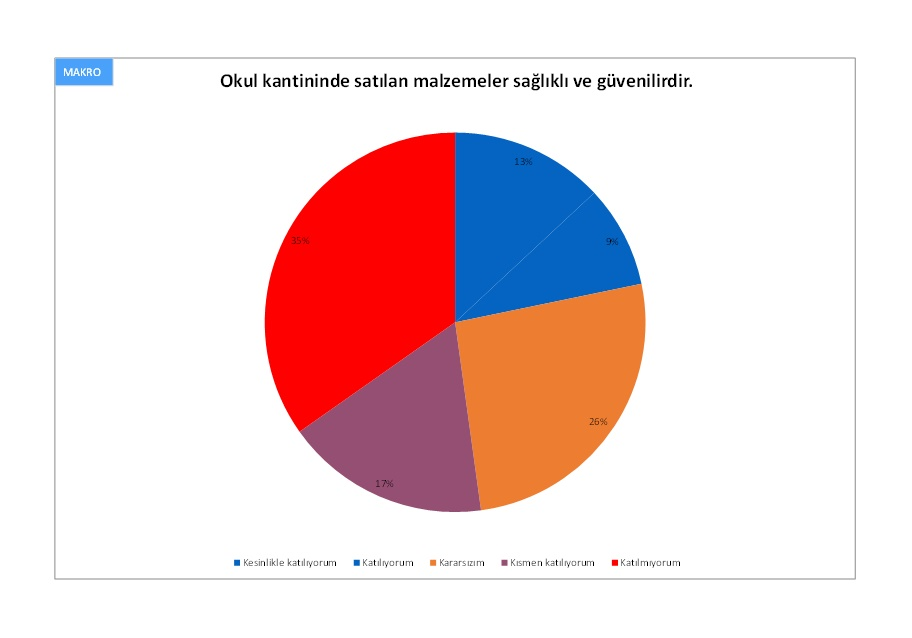 MAKRO
Okul kantininde satılan malzemeler sağlıklı ve güvenilirdir.
13%
9%
35%
26%
17%
Kesinlikle katılıyorum Katılıyorum Kararsızım Kısmen katılıyorum Katılmıyorum